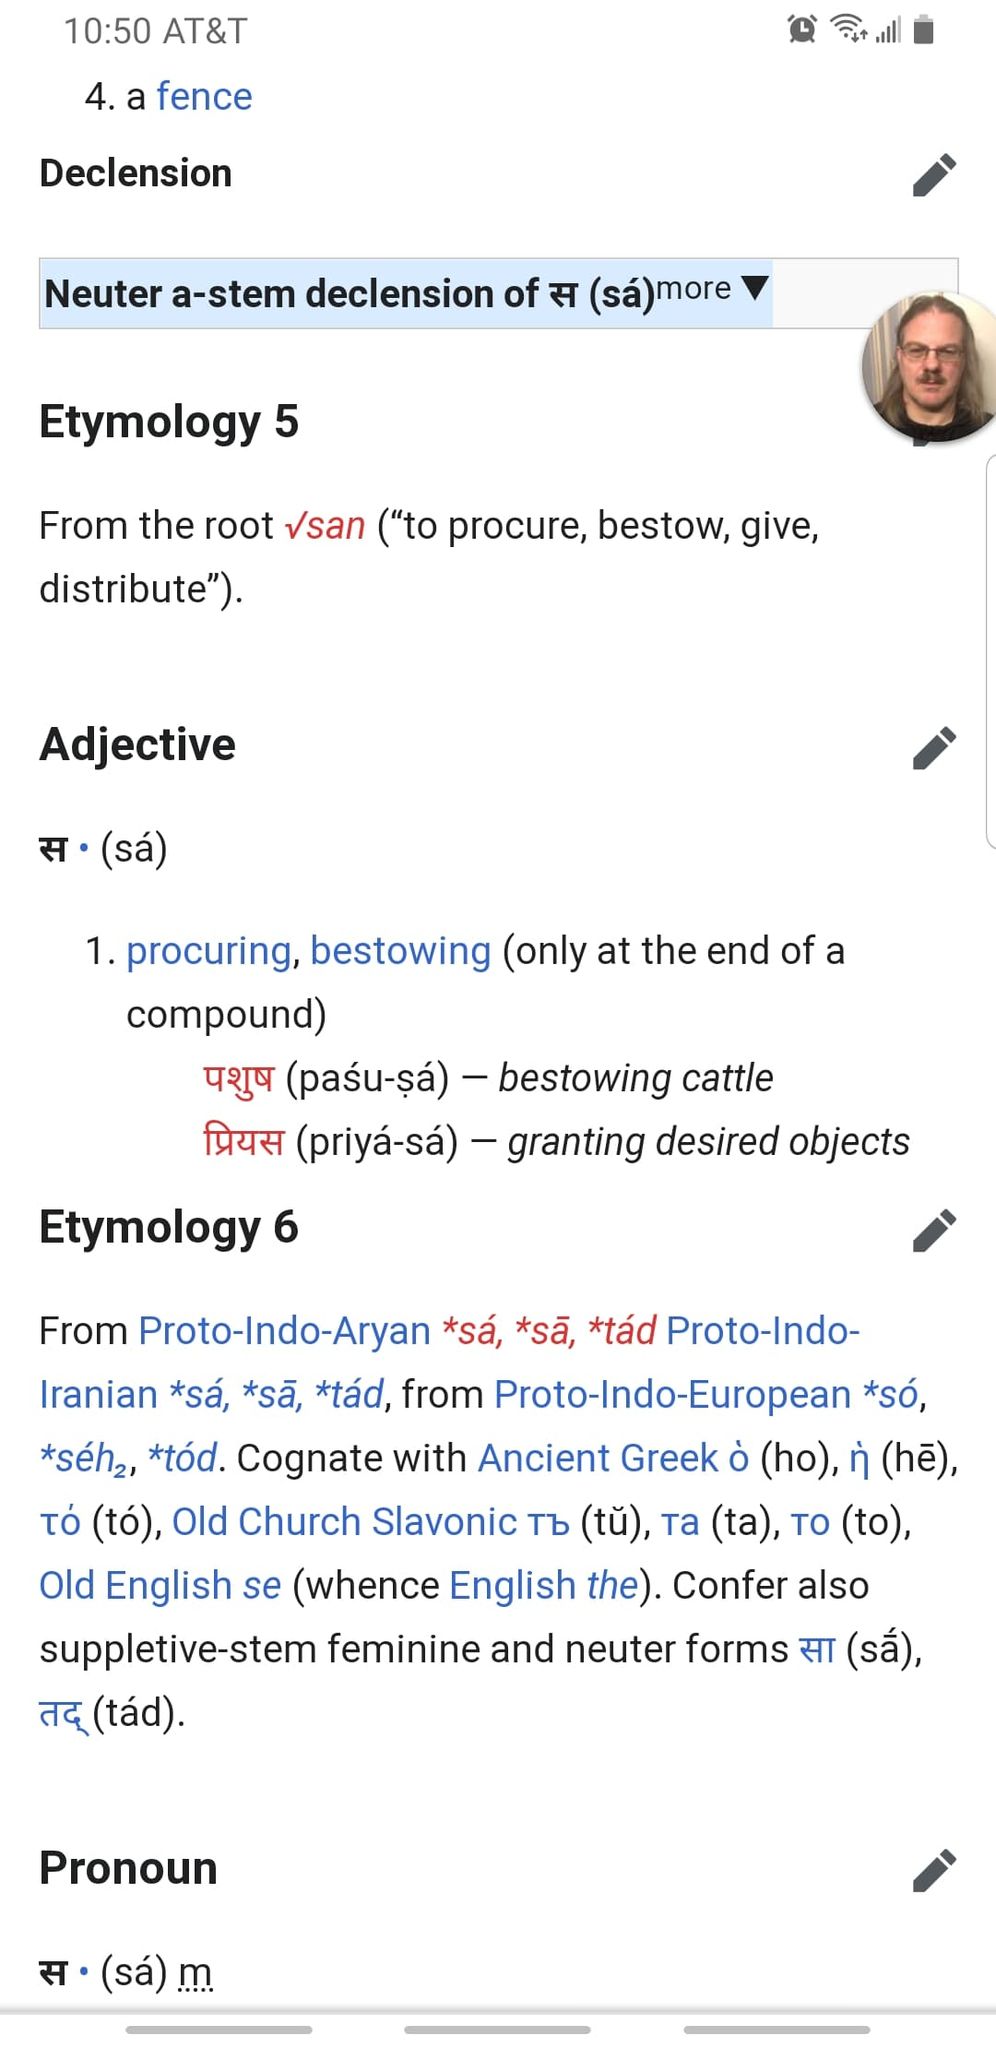 10:50 AT&T
4. a fence
Declension
Neuter a-stem declension of स (sá)more ▼
Etymology 5
From the root √san (“to procure, bestow, give,
distribute”).
Adjective
स • (sá)
1. procuring, bestowing (only at the end of a
compound)
पशुष (paśu-ṣá) — bestowing cattle
प्रियस (priyá-sá) — granting desired objects
Etymology 6
From Proto-Indo-Aryan *sá, *sā, *tád Proto-Indo-
Iranian *sá, *sā, *tád, from Proto-Indo-European *só,
*séh₂, *tód. Cognate with Ancient Greek ὁ (ho), ἡ (hē),
τό (tó), Old Church Slavonic тъ (tŭ), та (ta), то (to),
Old English se (whence English the). Confer also
suppletive-stem feminine and neuter forms सा (sā́),
तद् (tád).
Pronoun
स • (sá) m